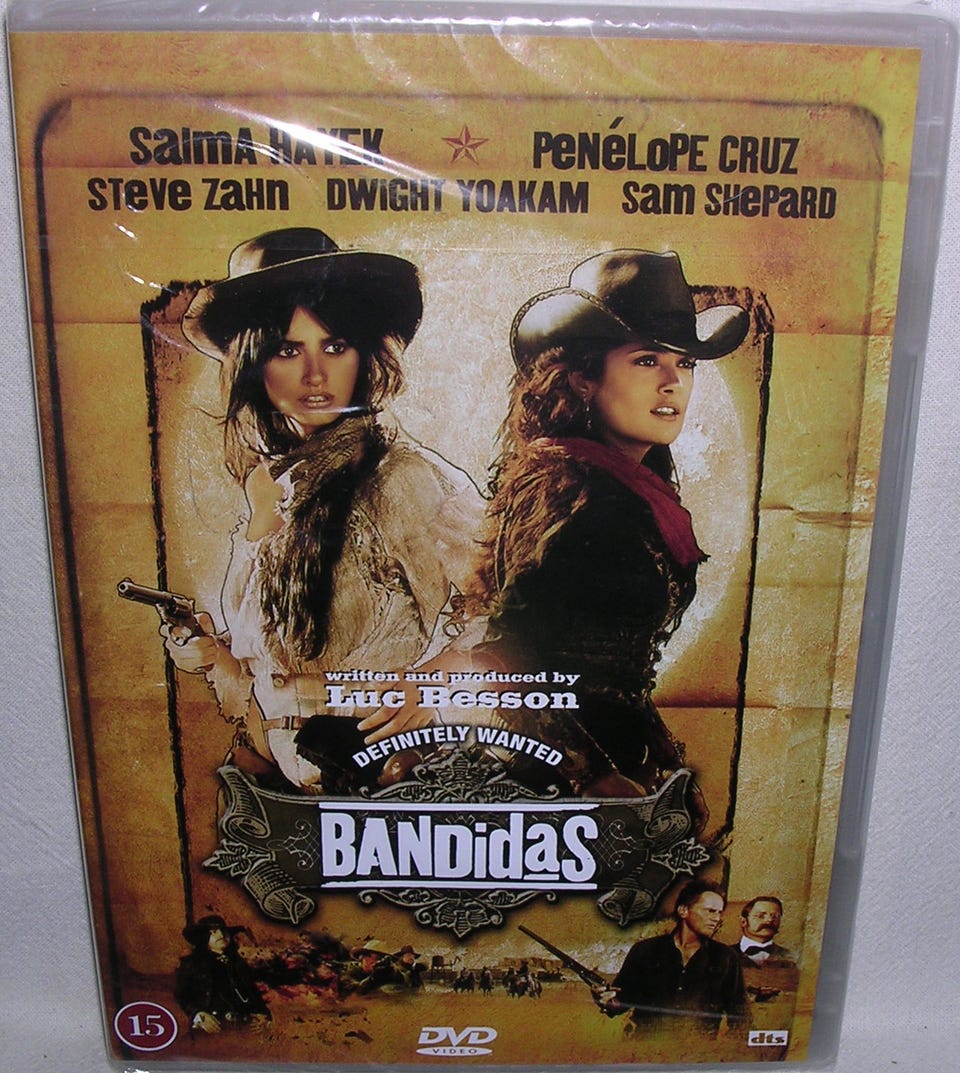 Salma HAYEK PENÉLOPE CRUZ
STEVE ZAHN DWIGHT YOAKAM SAM SHEPARD
written and produced by
Luc Besson
DEFINITELY WANTED
BANDidaS
15
DVD
VIDEO
dts